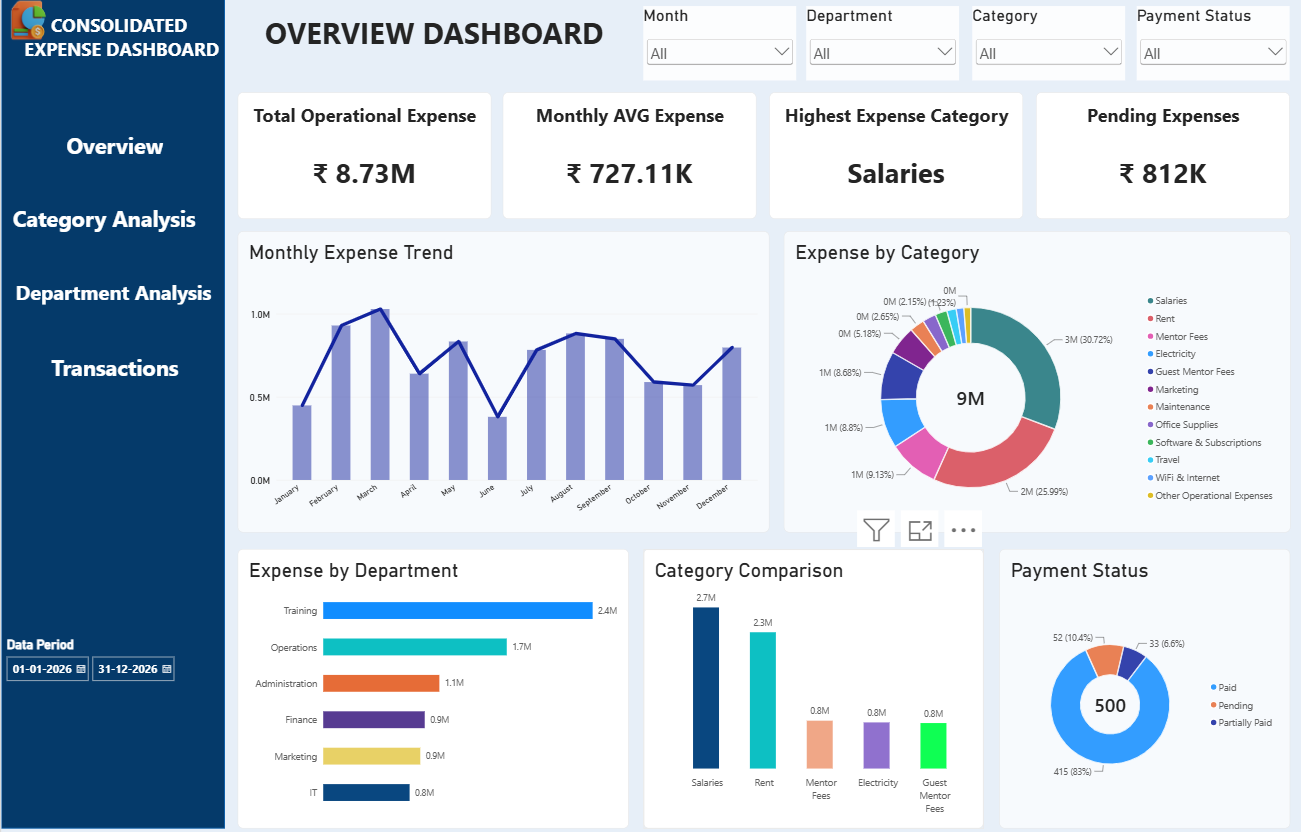 CONSOLIDATED
EXPENSE DASHBOARD
Overview
Category Analysis
Department Analysis
Transactions
Data Period
01-01-2026
31-12-2026
OVERVIEW DASHBOARD
Month
All
Department
All
Category
All
Payment Status
All
Total Operational Expense
₹ 8.73M
Monthly AVG Expense
₹ 727.11K
Highest Expense Category
Salaries
Pending Expenses
₹ 812K
Monthly Expense Trend
1.0M
0.5M
0.0M
January
February
March
April
May
June
July
August
September
October
November
December
Expense by Category
0M
0M (2.15%)
(1.23%)
0M (2.65%)
0M (5.18%)
1M (8.68%)
1M (8.8%)
1M (9.13%)
2M (25.99%)
3M (30.72%)
9M
Salaries
Rent
Mentor Fees
Electricity
Guest Mentor Fees
Marketing
Maintenance
Office Supplies
Software & Subscriptions
Travel
WiFi & Internet
Other Operational Expenses
Expense by Department
Training 2.4M
Operations 1.7M
Administration 1.1M
Finance 0.9M
Marketing 0.9M
IT 0.8M
Category Comparison
2.7M
2.3M
0.8M
0.8M
0.8M
Salaries
Rent
Mentor
Fees
Electricity
Guest
Mentor
Fees
Payment Status
52 (10.4%)
33 (6.6%)
500
415 (83%)
Paid
Pending
Partially Paid